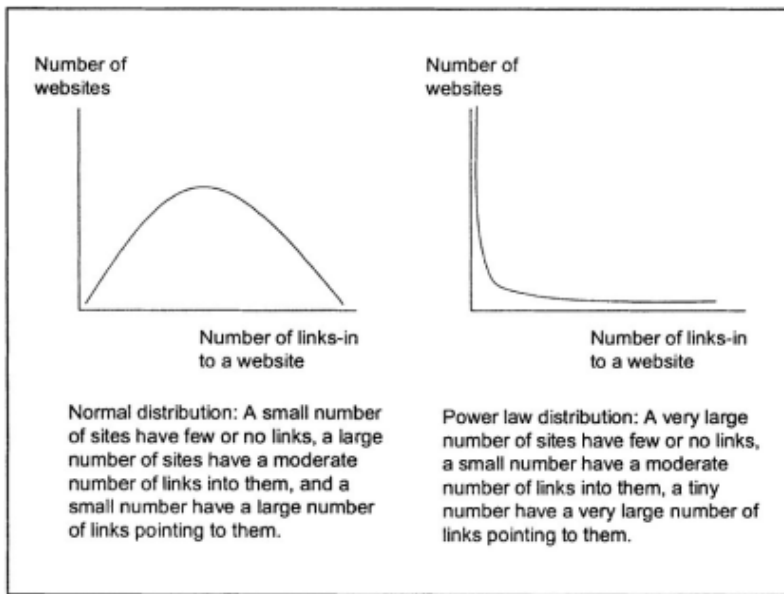 Number of
websites
Number of links-in
to a website
Normal distribution: A small number
of sites have few or no links, a large
number of sites have a moderate
number of links into them, and a
small number have a large number
of links pointing to them.
Number of
websites
Number of links-in
to a website
Power law distribution: A very large
number of sites have few or no links,
a small number have a moderate
number of links into them, a tiny
number have a very large number of
links pointing to them.